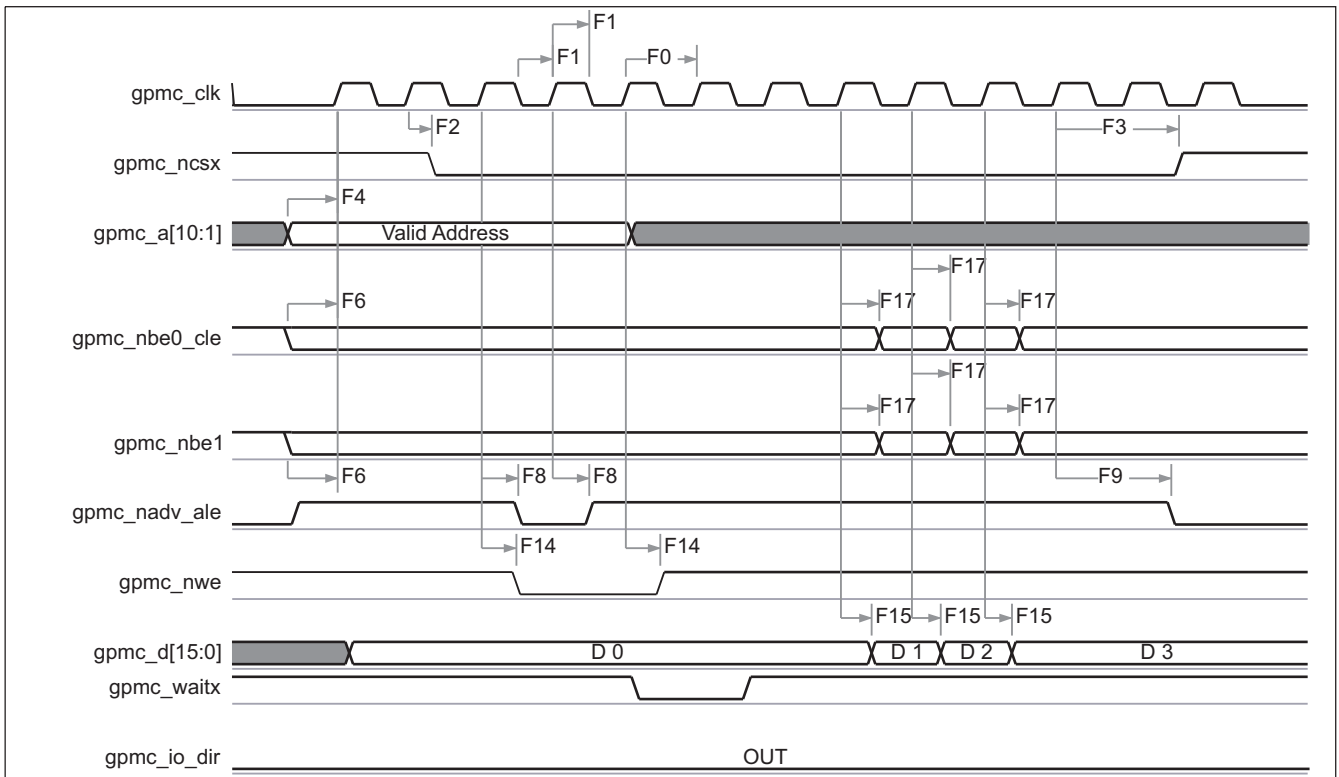 F1
F1 F0
gpmc_clk
F2 F3
gpmc_ncsx
F4
gpmc_a[10:1] Valid Address
F17
F6 F17 F17
gpmc_nbe0_cle
F17
F17 F17
gpmc_nbe1
F6 F8 F8 F9
gpmc_nadv_ale
F14 F14
gpmc_nwe
F15 F15 F15
gpmc_d[15:0] D 0 D 1 D 2 D 3
gpmc_waitx
gpmc_io_dir OUT